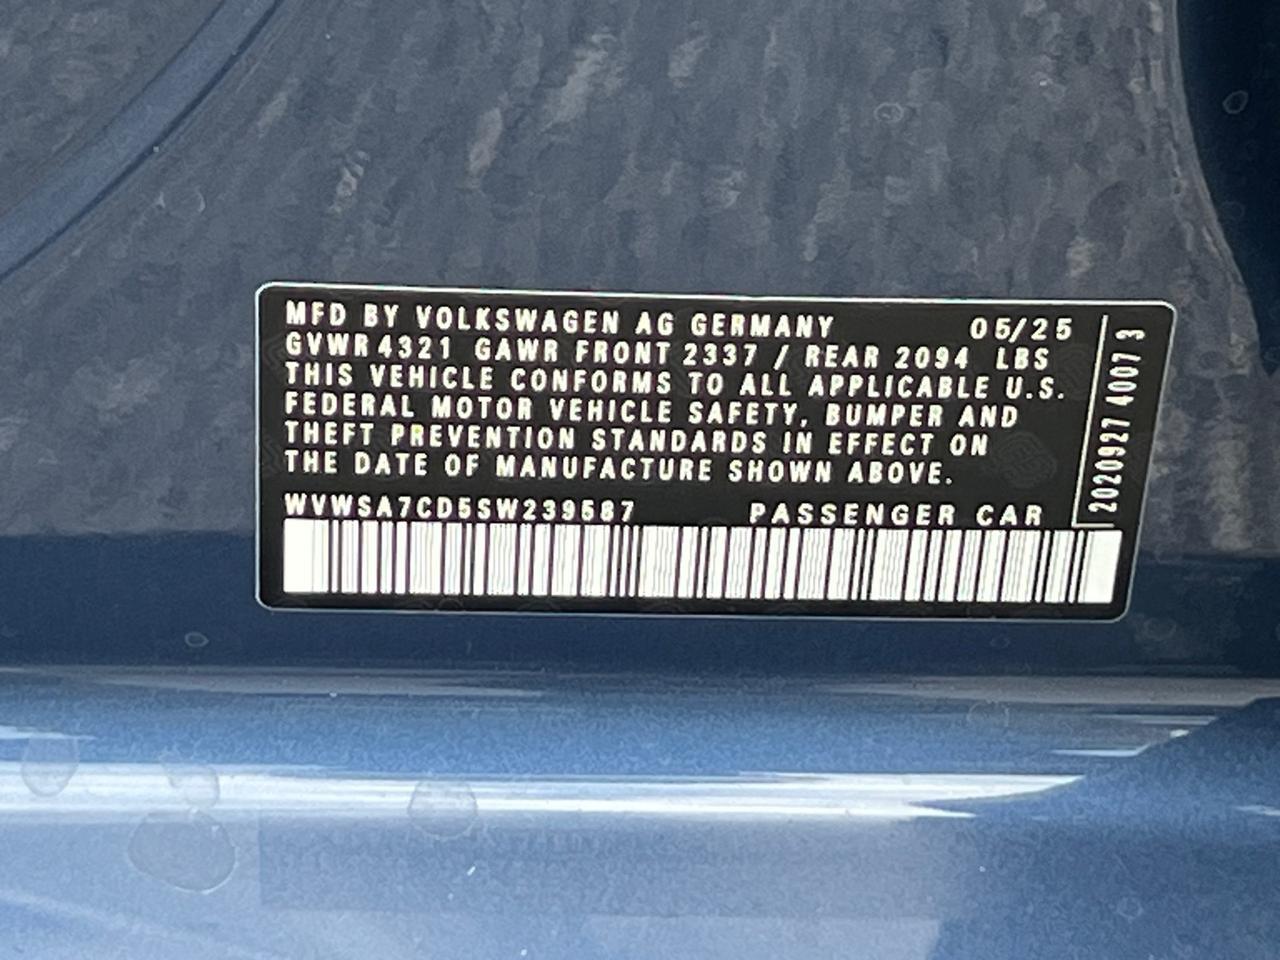 MFD BY VOLKSWAGEN AG GERMANY 05/25
GVWR 4321 GAWR FRONT 2337 / REAR 2094 LBS
THIS VEHICLE CONFORMS TO ALL APPLICABLE U.S.
FEDERAL MOTOR VEHICLE SAFETY, BUMPER AND
THEFT PREVENTION STANDARDS IN EFFECT ON
THE DATE OF MANUFACTURE SHOWN ABOVE.
WVWSA7CD5SW239587 PASSENGER CAR
2020927 4007 3